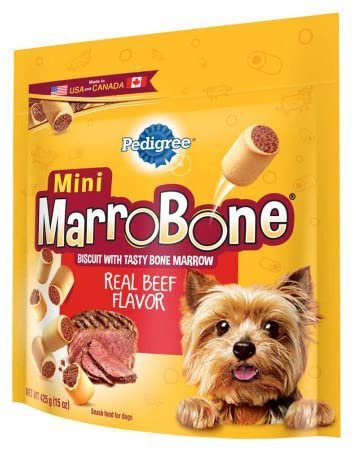 Made in
USA and CANADA
Pedigree®
Mini
MarroBone®
BISCUIT WITH TASTY BONE MARROW
REAL BEEF
FLAVOR
NET WT 425g (15 oz)
Snack food for dogs